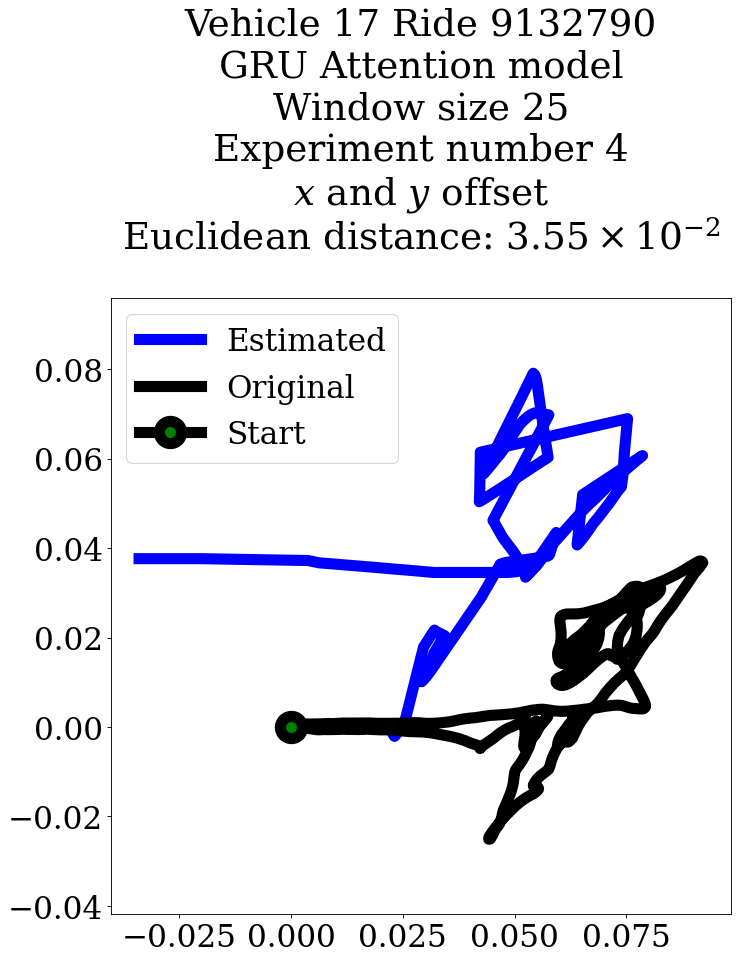 Vehicle 17 Ride 9132790
GRU Attention model
Window size 25
Experiment number 4
x and y offset
Euclidean distance: 3.55 × 10⁻²
Estimated
Original
Start
0.08
0.06
0.04
0.02
0.00
−0.02
−0.04
−0.025 0.000 0.025 0.050 0.075